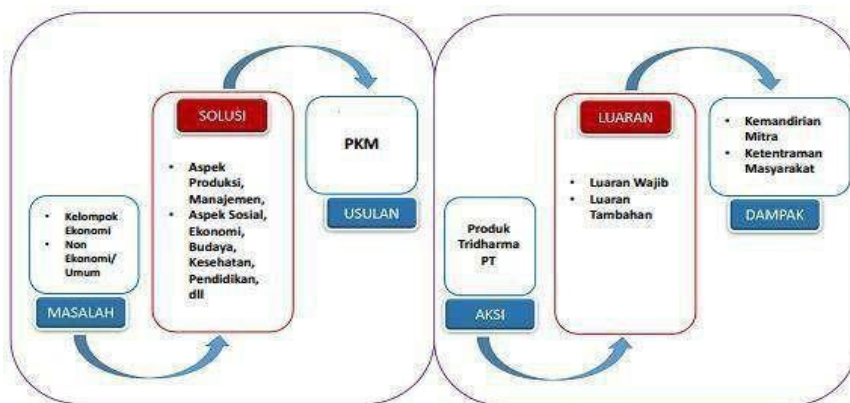 • Kelompok
Ekonomi
• Non
Ekonomi/
Umum
MASALAH
SOLUSI
• Aspek
Produksi,
Manajemen,
• Aspek Sosial,
Ekonomi,
Budaya,
Kesehatan,
Pendidikan,
dll
PKM
USULAN
Produk
Tridharma
PT
AKSI
LUARAN
• Luaran Wajib
• Luaran
Tambahan
• Kemandirian
Mitra
• Ketentraman
Masyarakat
DAMPAK